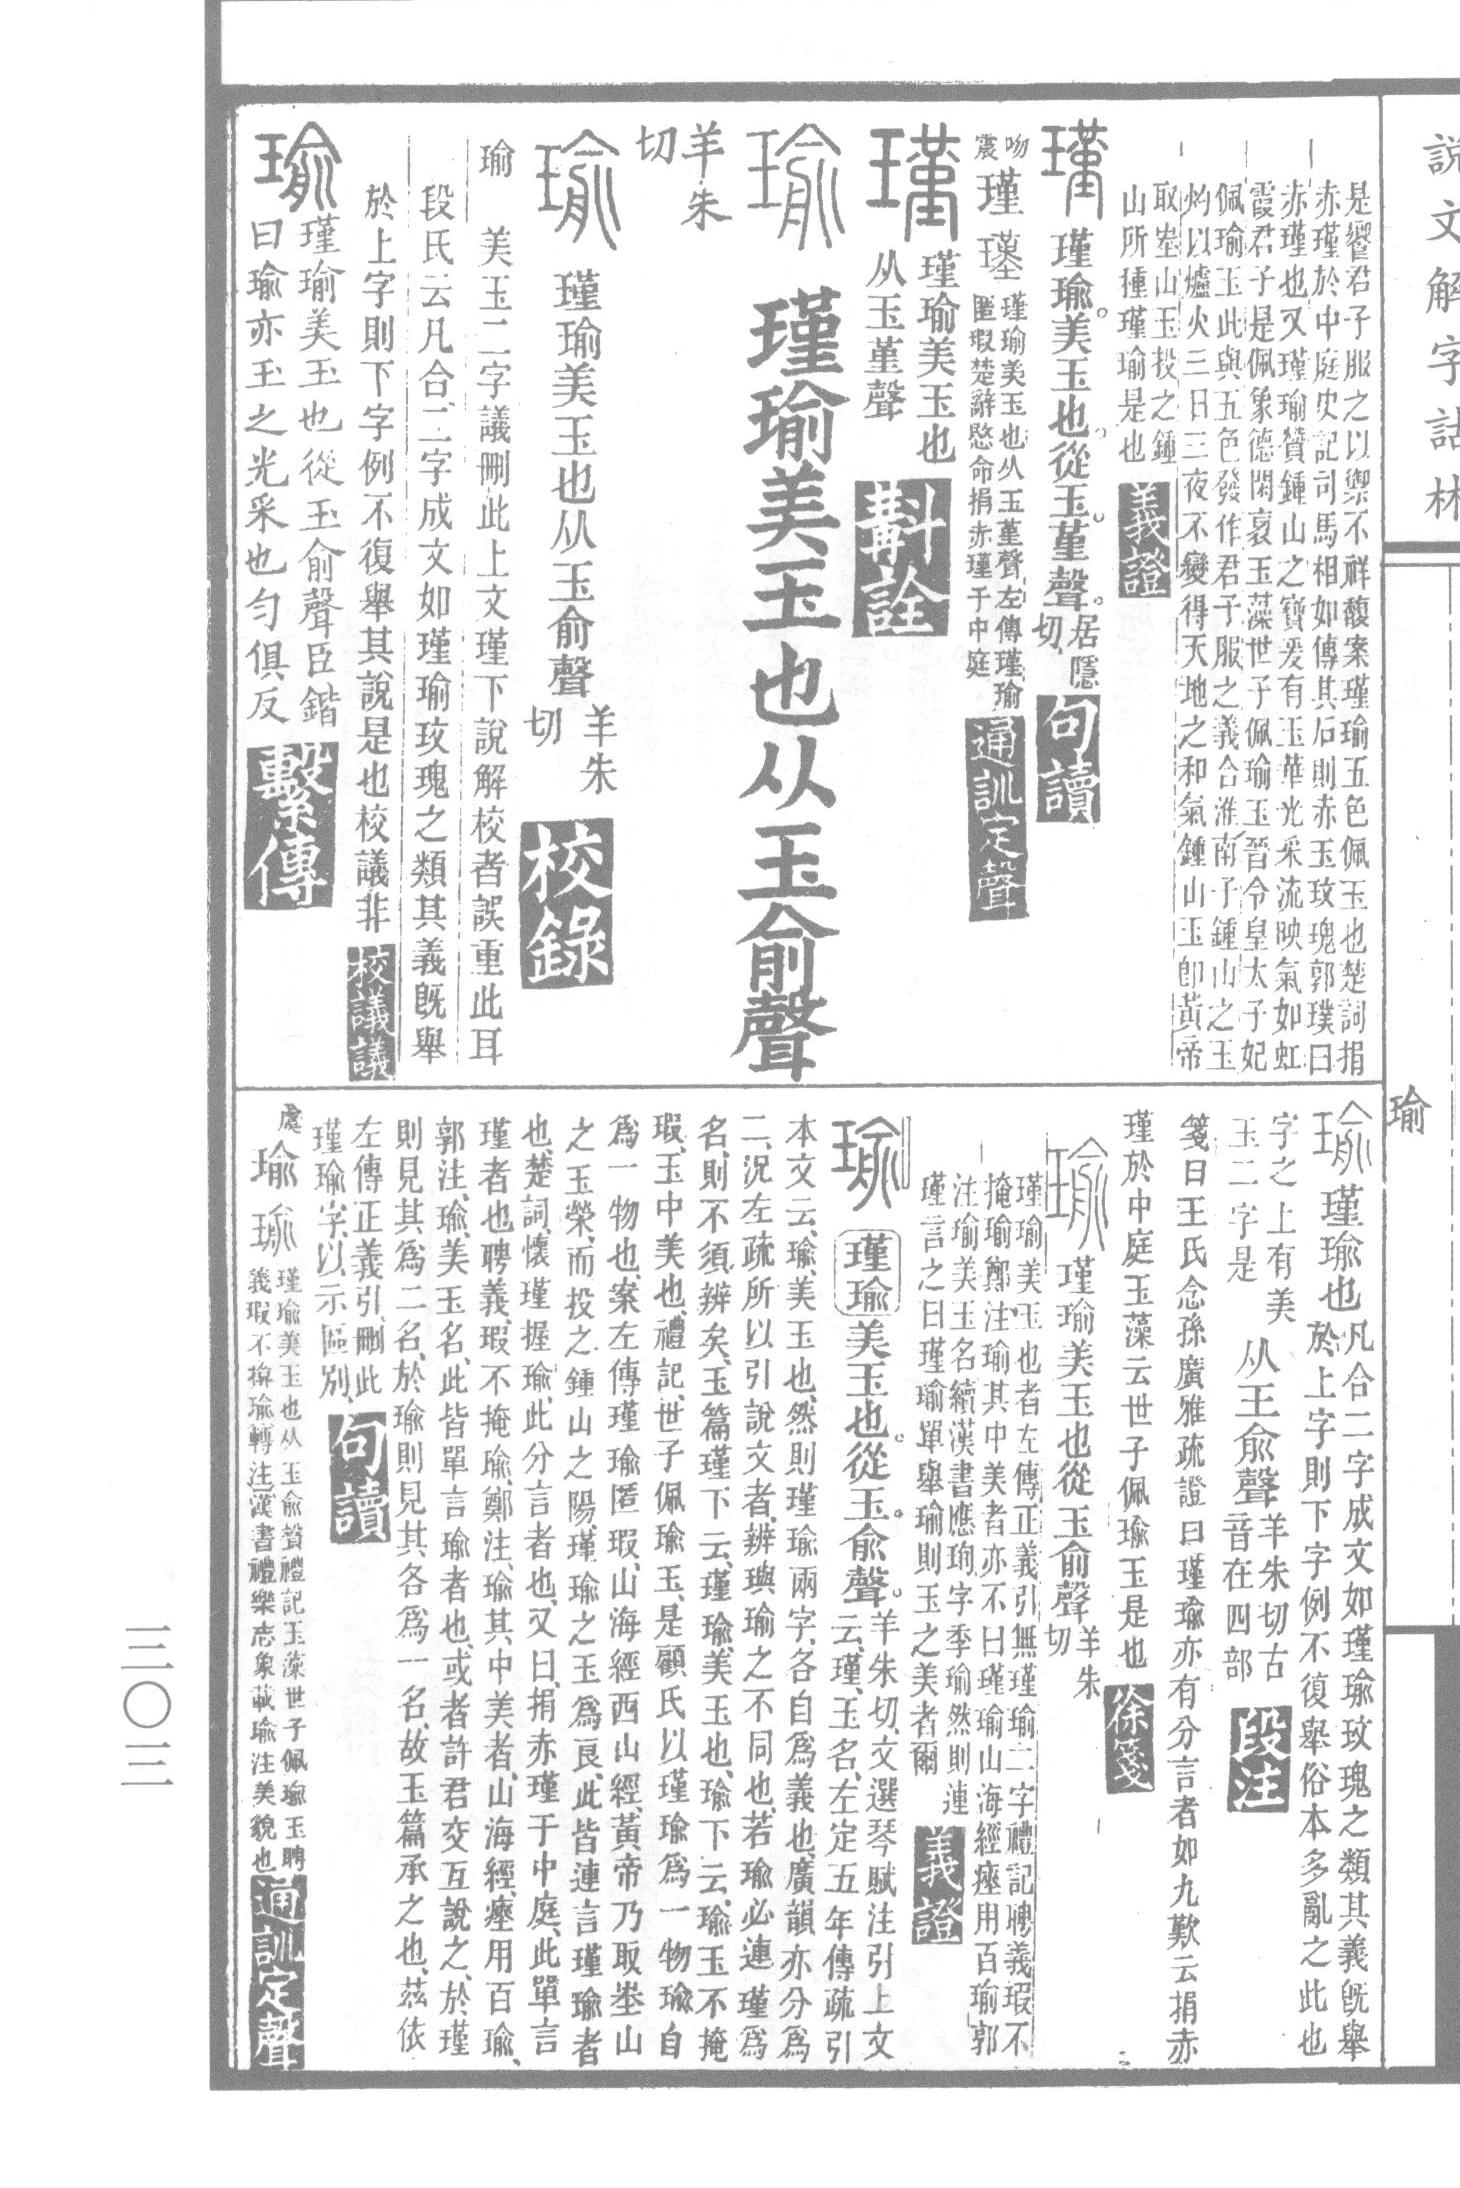 說文解字詁林
瑜
是響君子服之以禦不祥馥案瑾瑜五色佩玉也楚詞捐
赤瑾於中庭史記司馬相如傳其石則赤玉玫瑰郭璞曰
赤瑾也又瑾瑜贊鍾山之寶爰有玉華光采流映氣如虹
霞君子是佩象德閑哀玉藻世子佩瑜玉晉令皇太子妃
佩瑜玉此與五色發作君子服之義合淮南子鍾山之玉
灼以爐火三日三夜不變得天地之和氣鍾山玉卽黃帝
取峚山玉投之鍾
山所種瑾瑜是也 義證
瑾 瑾瑜美玉也從玉堇聲居隱切 句讀
吻
震
瑾 瑾瑜美玉也从玉堇聲左傳瑾瑜
匿瑕楚辭愍命捐赤瑾于中庭 通訓定聲
瑾 瑾瑜美玉也
从玉堇聲 斠詮
瑜 瑾瑜美玉也从玉俞聲
羊朱
切
瑜 瑾瑜美玉也从玉俞聲羊朱切 校錄
瑜 美玉二字議刪此上文瑾下說解校者誤重此耳
段氏云凡合二字成文如瑾瑜玫瑰之類其義旣舉
於上字則下字例不復舉其說是也校議非 校議議
瑜 瑾瑜美玉也從玉俞聲臣鍇
曰瑜亦玉之光采也勻俱反 繫傳
瑜 瑾瑜也凡合二字成文如瑾瑜玫瑰之類其義旣舉
於上字則下字例不復舉俗本多亂之此也
字之上有美
玉二字是 从王俞聲羊朱切古
音在四部 段注
箋曰王氏念孫廣雅疏證曰瑾瑜亦有分言者如九歎云捐赤
瑾於中庭玉藻云世子佩瑜玉是也 徐箋
瑜 瑾瑜美玉也從玉俞聲羊朱切
瑾瑜美玉也者左傳正義引無瑾瑜二字禮記聘義瑕不
掩瑜鄭注瑜其中美者亦不曰瑾瑜山海經瘞用百瑜郭
注瑜美玉名續漢書應珣字季瑜然則連
瑾言之曰瑾瑜單舉瑜則玉之美者爾 義證
瑜 瑾瑜美玉也從玉俞聲羊朱切、文選琴賦注引上文
云、瑾、玉名、左定五年傳疏引
本文云、瑜、美玉也、然則瑾瑜兩字、各自爲義也、廣韻亦分爲
二、況左疏所以引說文者、辨璵瑜之不同也、若瑜必連瑾爲
名、則不須辨矣、玉篇瑾下云、瑾瑜、美玉也、瑜下云、瑜玉不掩
瑕、玉中美也、禮記、世子佩瑜玉、是顧氏以瑾瑜爲一物瑜自
爲一物也、案左傳瑾瑜匿瑕、山海經西山經、黃帝乃取峚山
之玉榮、而投之鍾山之陽、瑾瑜之玉爲良、此皆連言瑾瑜者
也、楚詞、懷瑾握瑜、此分言者也、又曰、捐赤瑾于中庭、此單言
瑾者也、聘義、瑕不掩瑜、鄭注、瑜其中美者、山海經、瘞用百瑜、
郭注、瑜、美玉名、此皆單言瑜者也、或者許君交互說之、於瑾
則見其爲二名、於瑜則見其各爲一名、故玉篇承之也、茲依
左傳正義引、刪此
瑾瑜字、以示區別、 句讀
虞
瑜 瑾瑜美玉也从玉俞聲禮記玉藻世子佩瑜玉聘
義瑕不揜瑜轉注漢書禮樂志象載瑜注美貌也 通訓定聲
三〇三